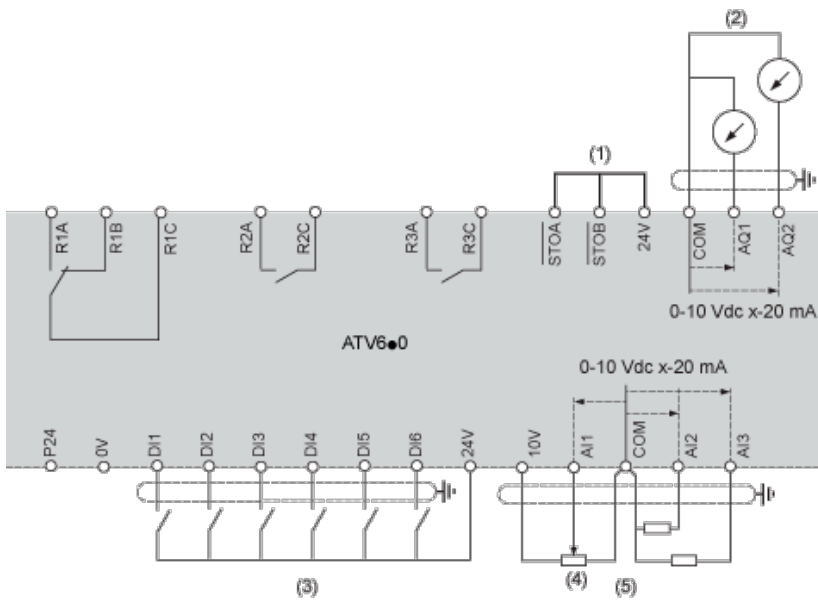 (2)
(1)
R1A
R1B
R1C
R2A
R2C
R3A
R3C
STOA
STOB
24V
COM
AQ1
AQ2
0-10 Vdc x-20 mA
ATV6●0
0-10 Vdc x-20 mA
P24
0V
DI1
DI2
DI3
DI4
DI5
DI6
24V
10V
AI1
COM
AI2
AI3
(3)
(4)
(5)